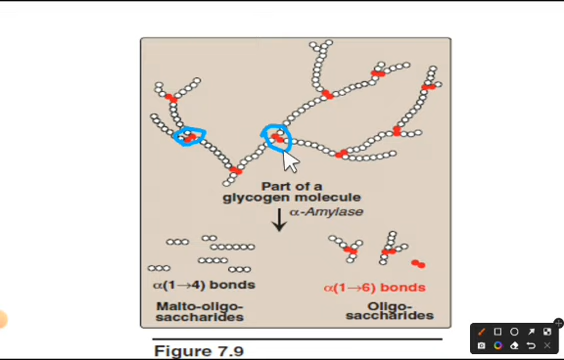 Part of a
glycogen molecule
α-Amylase
α(1→4) bonds
Malto-oligo-
saccharides
α(1→6) bonds
Oligo-
saccharides
Figure 7.9